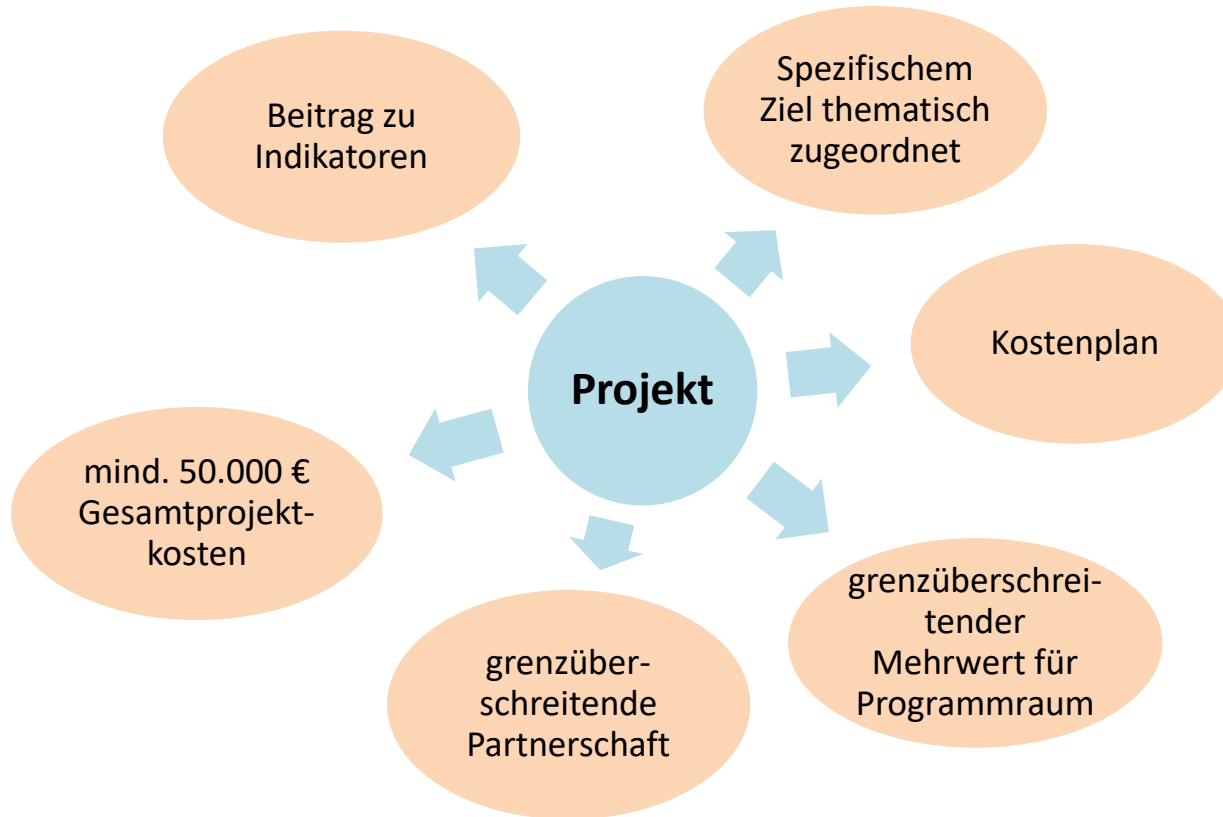 Beitrag zu
Indikatoren
Spezifischem
Ziel thematisch
zugeordnet
Kostenplan
Projekt
mind. 50.000 €
Gesamtprojekt-
kosten
grenzüber-
schreitende
Partnerschaft
grenzüberschrei-
tender
Mehrwert für
Programmraum